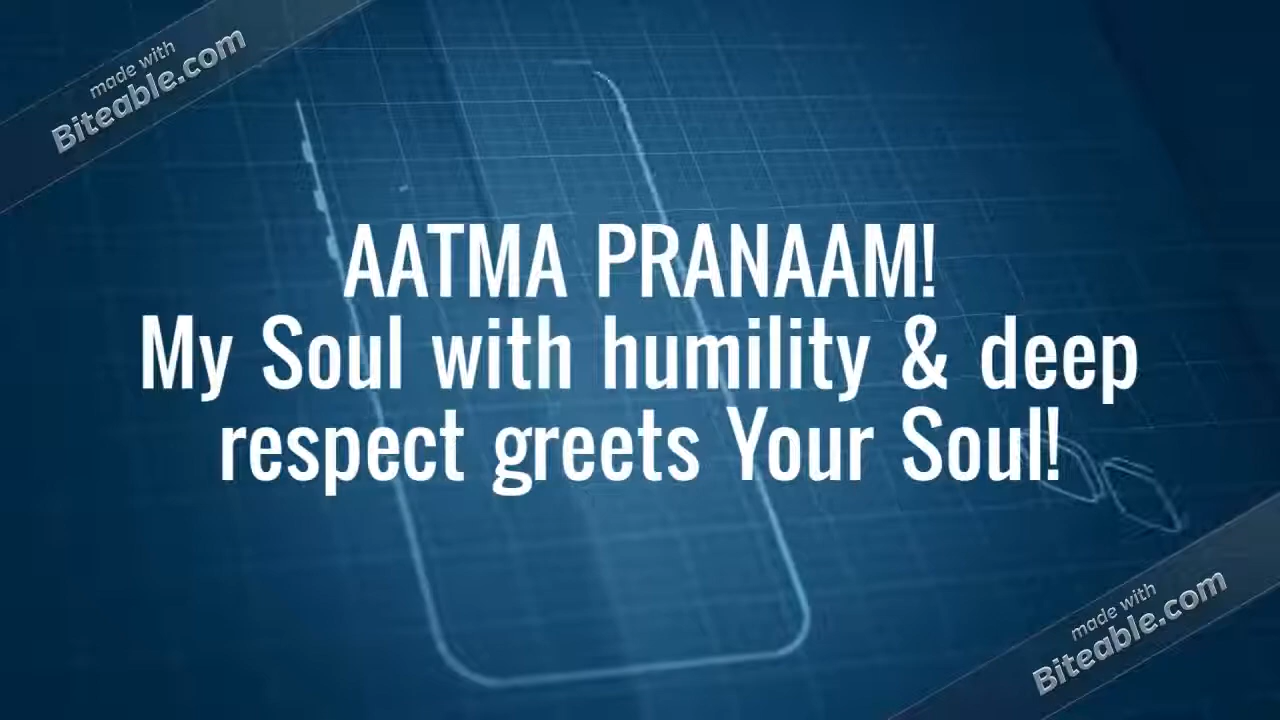 made with
Biteable.com
AATMA PRANAAM!
My Soul with humility & deep
respect greets Your Soul!
made with
Biteable.com